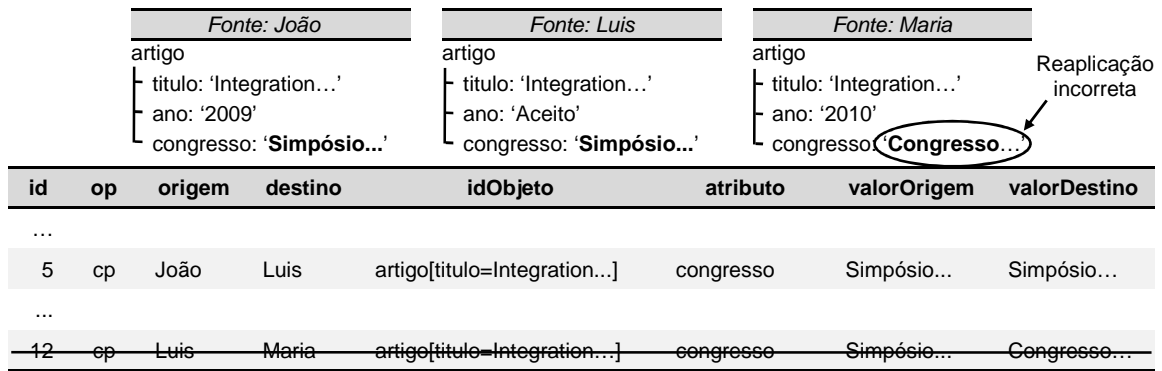 Fonte: João
artigo
titulo: ‘Integration…’
ano: ‘2009’
congresso: ‘Simpósio...’
Fonte: Luis
artigo
titulo: ‘Integration…’
ano: ‘Aceito’
congresso: ‘Simpósio...’
Fonte: Maria
artigo
titulo: ‘Integration…’
ano: ‘2010’
congresso: ‘Congresso…’
Reaplicação
incorreta
id op origem destino idObjeto atributo valorOrigem valorDestino
…
5 cp João Luis artigo[titulo=Integration...] congresso Simpósio... Simpósio…
...
12 cp Luis Maria artigo[titulo=Integration…] congresso Simpósio... Congresso…